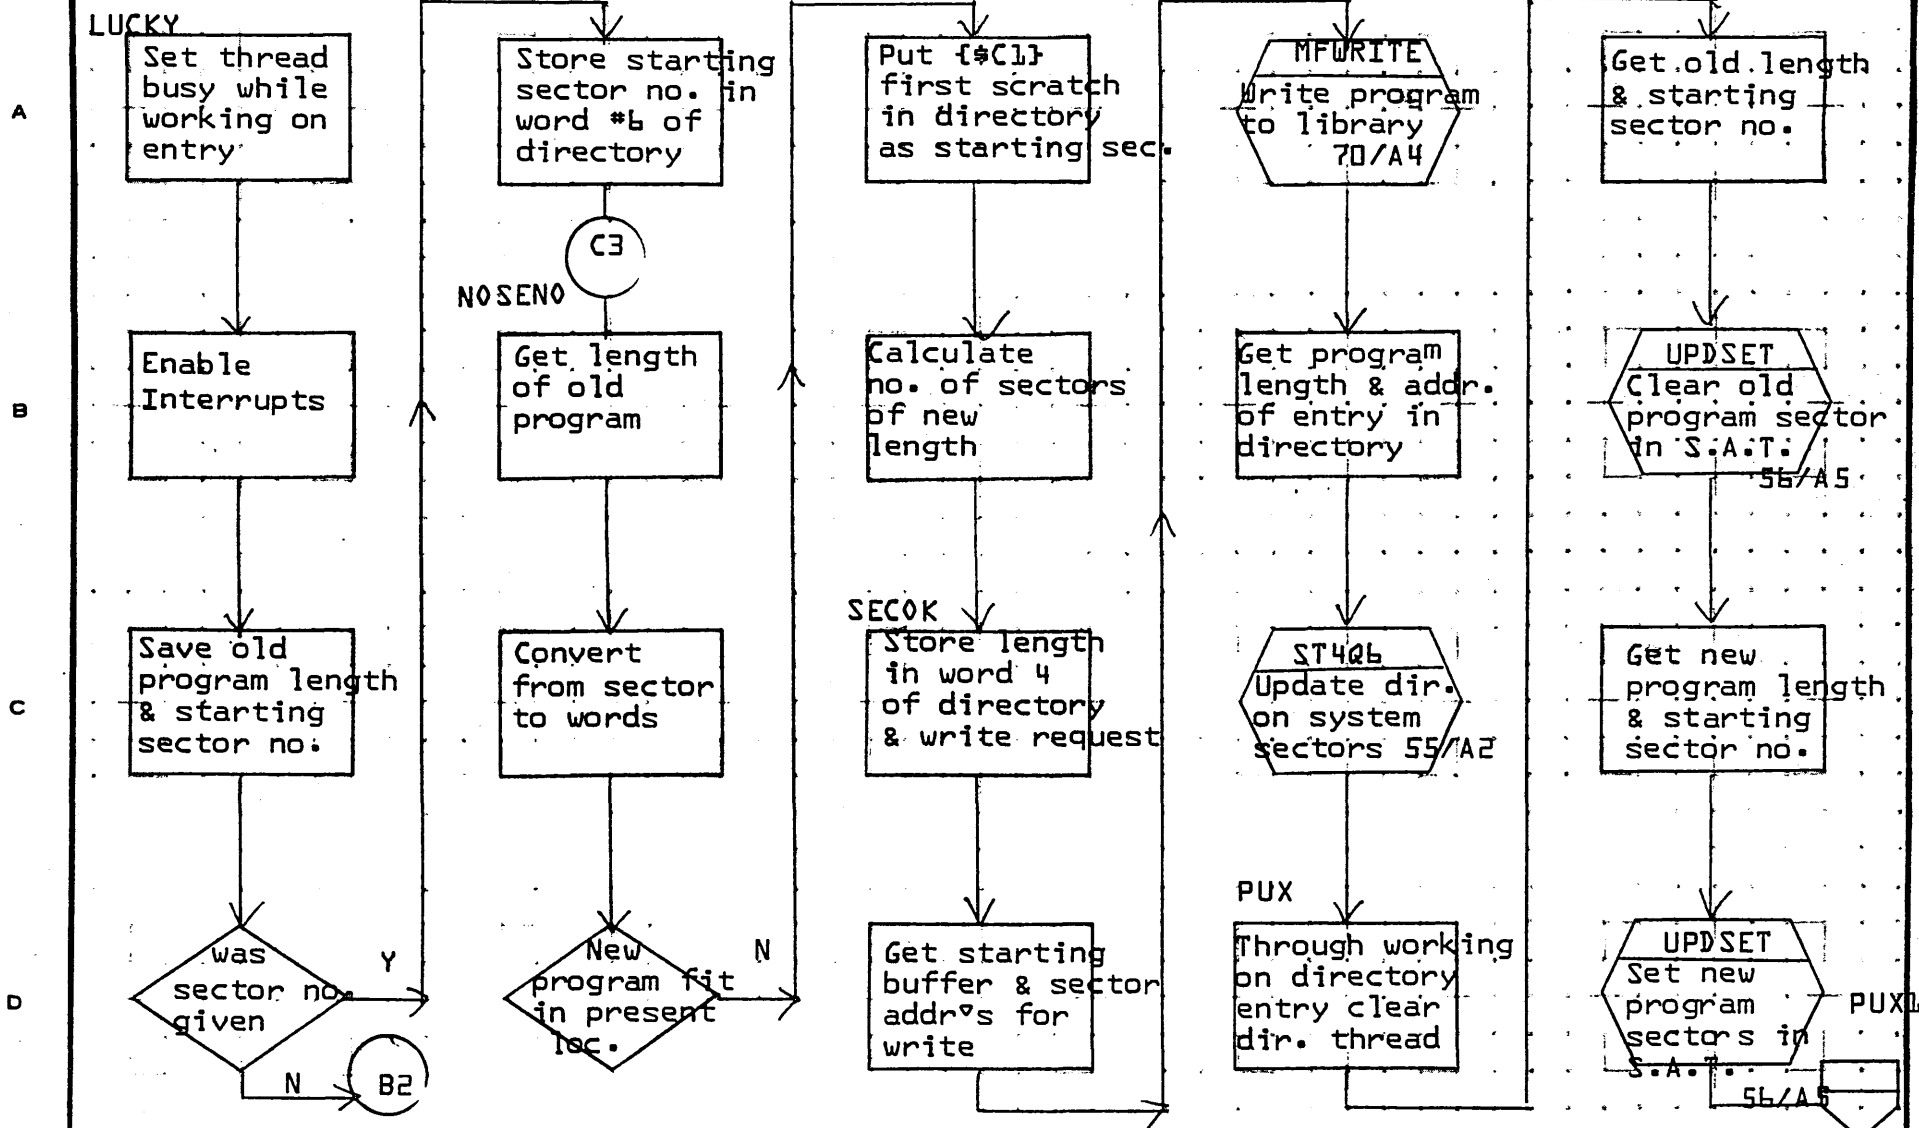 LUCKY
A
Set thread
busy while
working on
entry
B
Enable
Interrupts
C
Save old
program length
& starting
sector no.
D
was
sector no.
given
Y
N
B2
Store starting
sector no. in
word #6 of
directory
C3
NOSENO
Get length
of old
program
Convert
from sector
to words
New
program fit
in present
loc.
N
Put {$C1}
first scratch
in directory
as starting sec.
Calculate
no. of sectors
of new
length
SECOK
Store length
in word 4
of directory
& write request
Get starting
buffer & sector
addr's for
write
MFWRITE
Write program
to library
70/A4
Get program
length & addr.
of entry in
directory
ST4Q6
Update dir.
on system
sectors 55/A2
PUX
Through working
on directory
entry clear
dir. thread
Get old length
& starting
sector no.
UPDSET
Clear old
program sector
in S.A.T.
56/A5
Get new
program length
& starting
sector no.
UPDSET
Set new
program
sectors in
S.A.T.
56/A5
PUX1